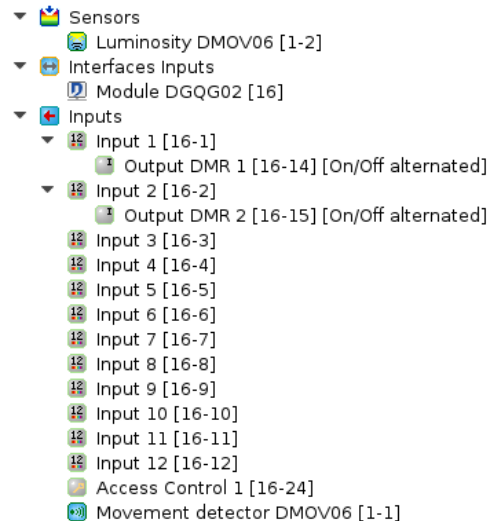 Sensors
Luminosity DMOV06 [1-2]
Interfaces Inputs
Module DGQG02 [16]
Inputs
Input 1 [16-1]
Output DMR 1 [16-14] [On/Off alternated]
Input 2 [16-2]
Output DMR 2 [16-15] [On/Off alternated]
Input 3 [16-3]
Input 4 [16-4]
Input 5 [16-5]
Input 6 [16-6]
Input 7 [16-7]
Input 8 [16-8]
Input 9 [16-9]
Input 10 [16-10]
Input 11 [16-11]
Input 12 [16-12]
Access Control 1 [16-24]
Movement detector DMOV06 [1-1]